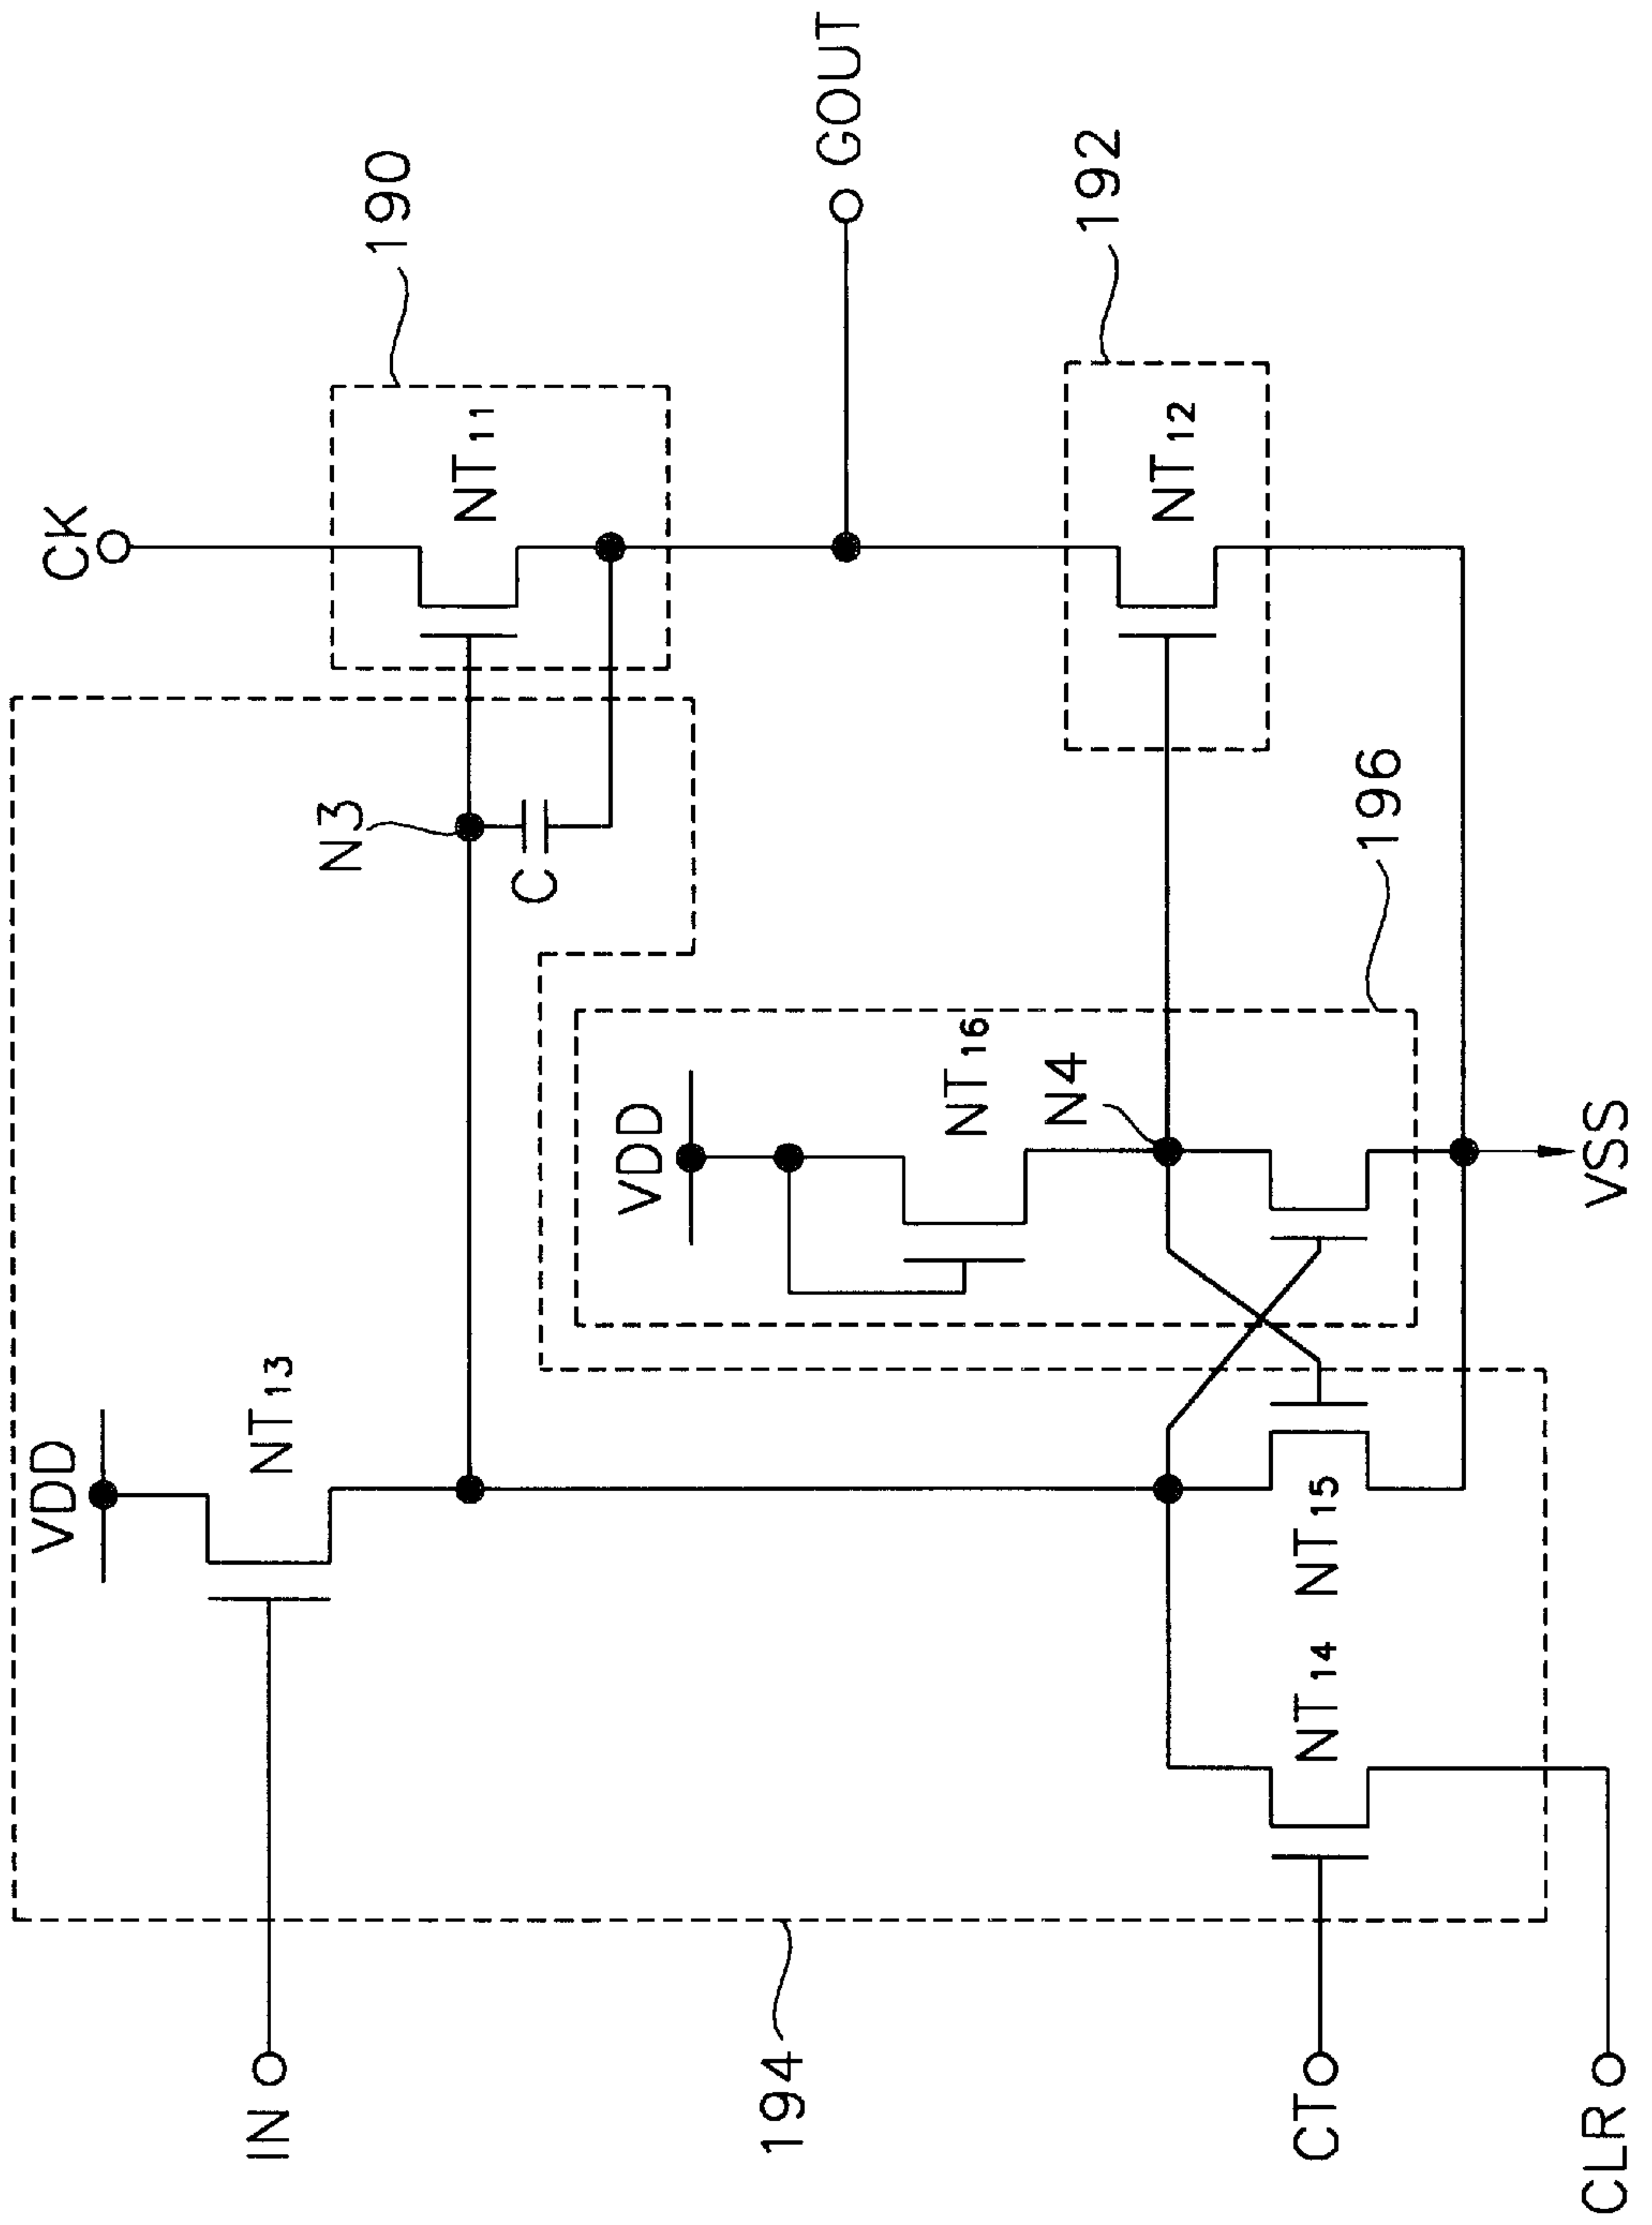 CK
190
NT11
GOUT
192
NT12
N3
C
196
VDD
NT16
N4
VSS
VDD
NT13
NT15
NT14
194
IN
CT
CLR